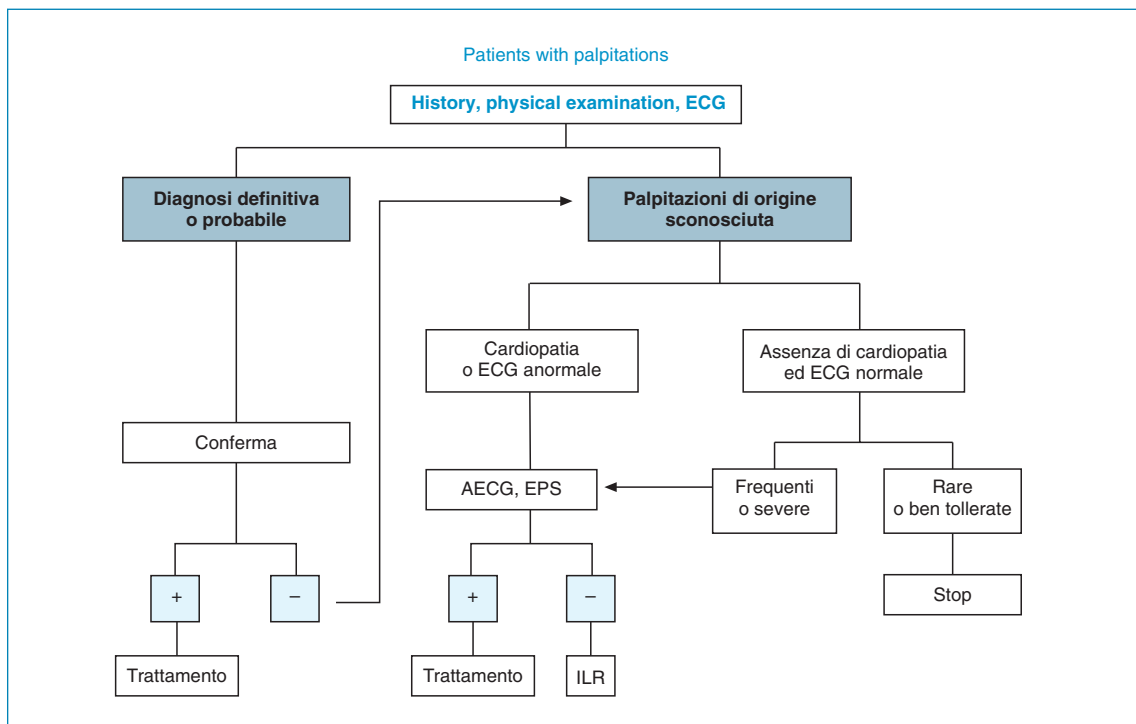 Patients with palpitations
History, physical examination, ECG
Diagnosi definitiva
o probabile
Palpitazioni di origine
sconosciuta
Cardiopatia
o ECG anormale
Assenza di cardiopatia
ed ECG normale
Conferma
AECG, EPS
Frequenti
o severe
Rare
o ben tollerate
+
–
+
–
Stop
Trattamento
Trattamento
ILR